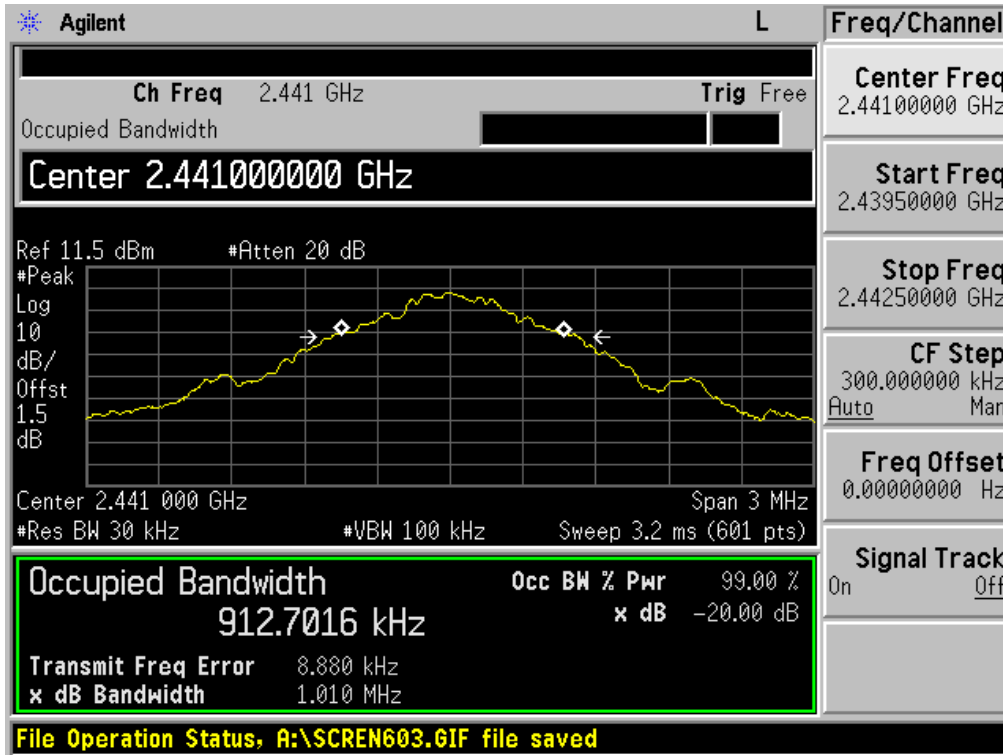 Agilent
L
Freq/Channel
Ch Freq 2.441 GHz
Trig Free
Occupied Bandwidth
Center 2.441000000 GHz
Ref 11.5 dBm
#Atten 20 dB
#Peak
Log
10
dB/
Offst
1.5
dB
Center 2.441 000 GHz
Span 3 MHz
#Res BW 30 kHz
#VBW 100 kHz
Sweep 3.2 ms (601 pts)
Occupied Bandwidth
912.7016 kHz
Occ BW % Pwr 99.00 %
x dB -20.00 dB
Transmit Freq Error 8.880 kHz
x dB Bandwidth 1.010 MHz
File Operation Status, A:\SCREN603.GIF file saved
Center Freq
2.44100000 GHz
Start Freq
2.43950000 GHz
Stop Freq
2.44250000 GHz
CF Step
300.000000 kHz
Auto Man
Freq Offset
0.00000000 Hz
Signal Track
On Off